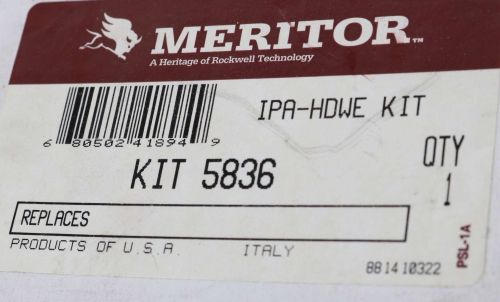 MERITOR™
A Heritage of Rockwell Technology
IPA-HDWE KIT
6 80502 41894 9
KIT 5836
QTY
1
REPLACES
PRODUCTS OF U.S.A. ITALY
8814 10322
PSL-1A